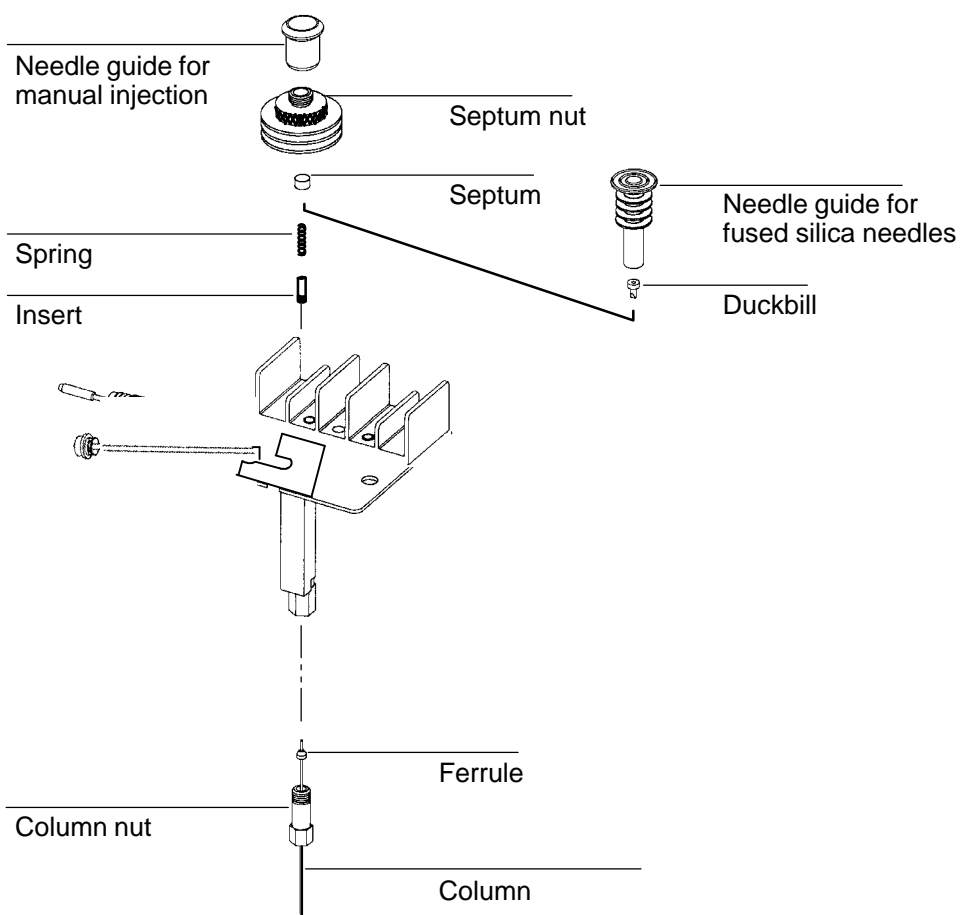 Needle guide for
manual injection
Septum nut
Septum
Needle guide for
fused silica needles
Spring
Insert
Duckbill
Ferrule
Column nut
Column